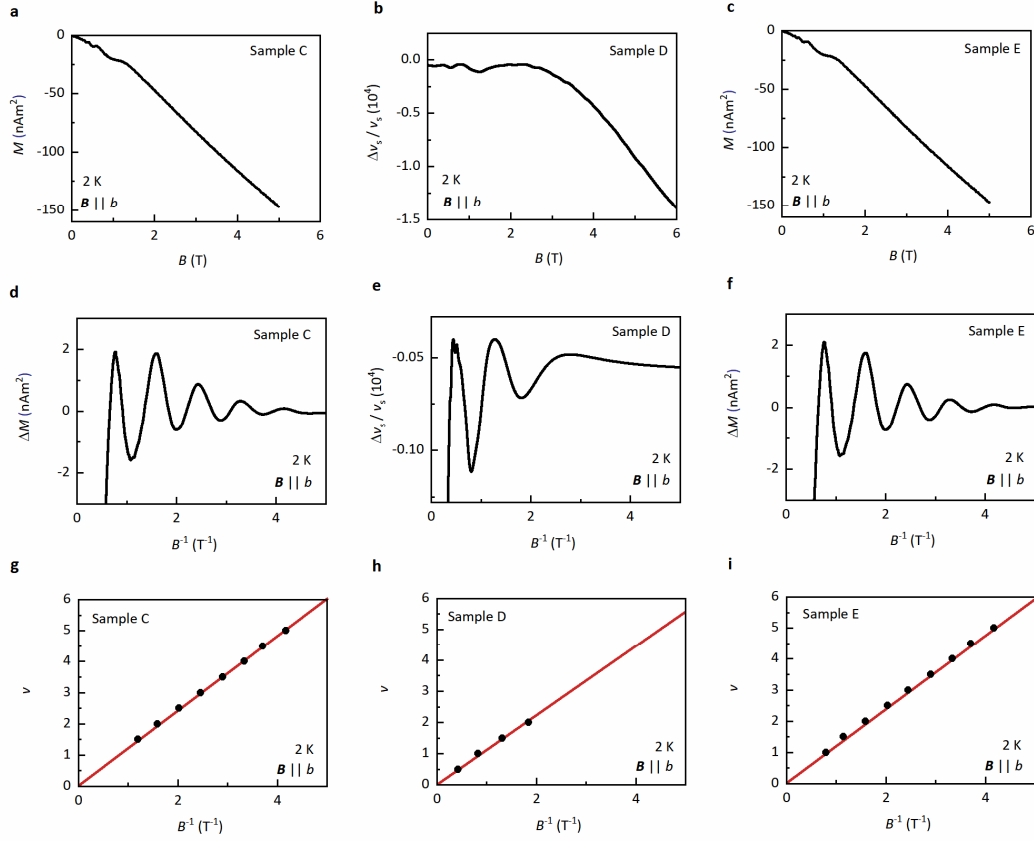 a
0
-50
-100
-150
0
2
4
6
M (nAm²)
B (T)
Sample C
2 K
B || b
b
0.0
-0.5
-1.0
-1.5
0
2
4
6
Δvₛ / vₛ (10⁴)
B (T)
Sample D
2 K
B || b
c
0
-50
-100
-150
0
2
4
6
M (nAm²)
B (T)
Sample E
2 K
B || b
d
2
0
-2
0
2
4
ΔM (nAm²)
B⁻¹ (T⁻¹)
Sample C
2 K
B || b
e
-0.05
-0.10
0
2
4
Δvₛ / vₛ (10⁴)
B⁻¹ (T⁻¹)
Sample D
2 K
B || b
f
2
0
-2
0
2
4
ΔM (nAm²)
B⁻¹ (T⁻¹)
Sample E
2 K
B || b
g
6
5
4
3
2
1
0
0
2
4
ν
B⁻¹ (T⁻¹)
Sample C
2 K
B || b
h
6
5
4
3
2
1
0
0
2
4
ν
B⁻¹ (T⁻¹)
Sample D
2 K
B || b
i
6
5
4
3
2
1
0
0
2
4
ν
B⁻¹ (T⁻¹)
Sample E
2 K
B || b